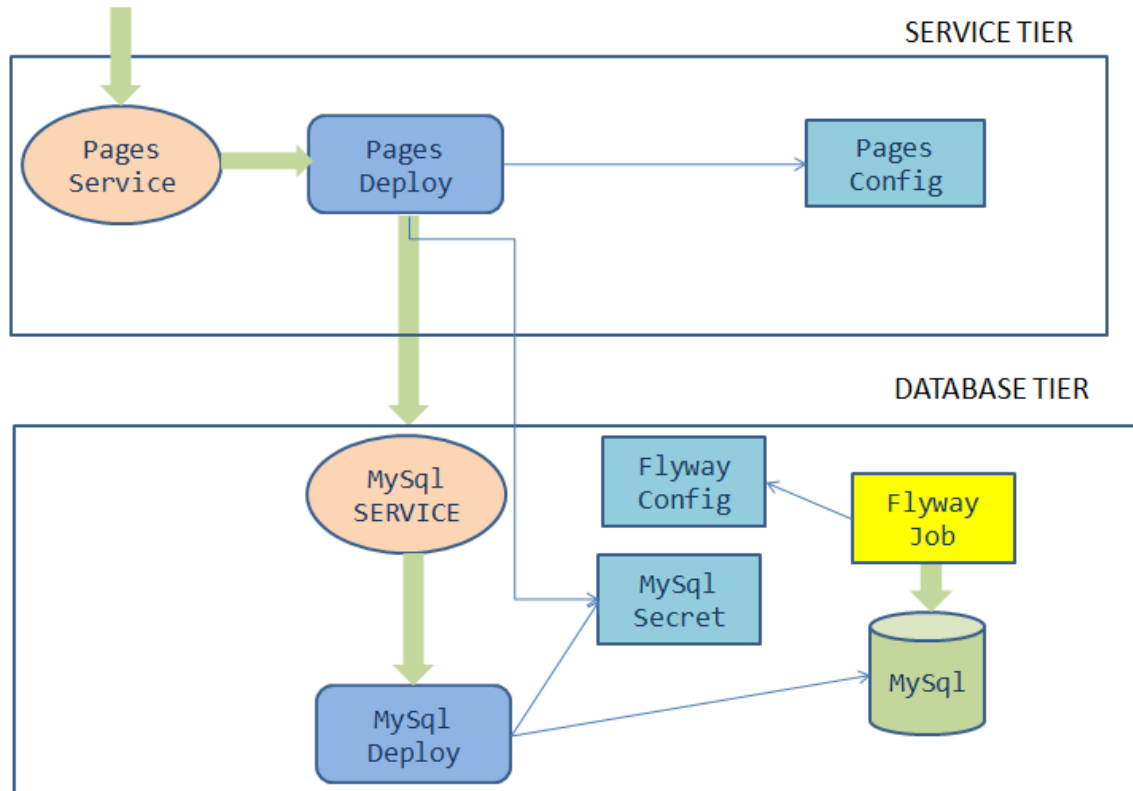 SERVICE TIER
Pages
Service
Pages
Deploy
Pages
Config
DATABASE TIER
MySql
SERVICE
Flyway
Config
Flyway
Job
MySql
Secret
MySql
MySql
Deploy